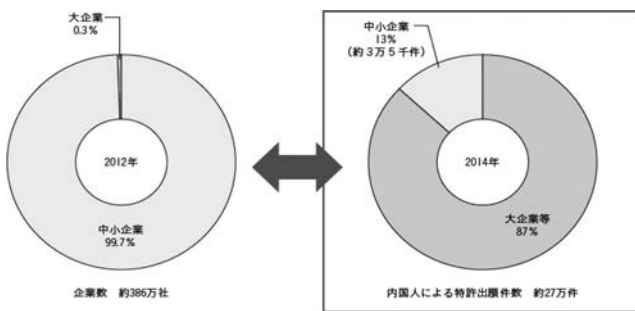 大企業
0.3%
2012年
中小企業
99.7%
企業数 約386万社
中小企業
13%
(約3万5千件)
2014年
大企業等
87%
内国人による特許出願件数 約27万件